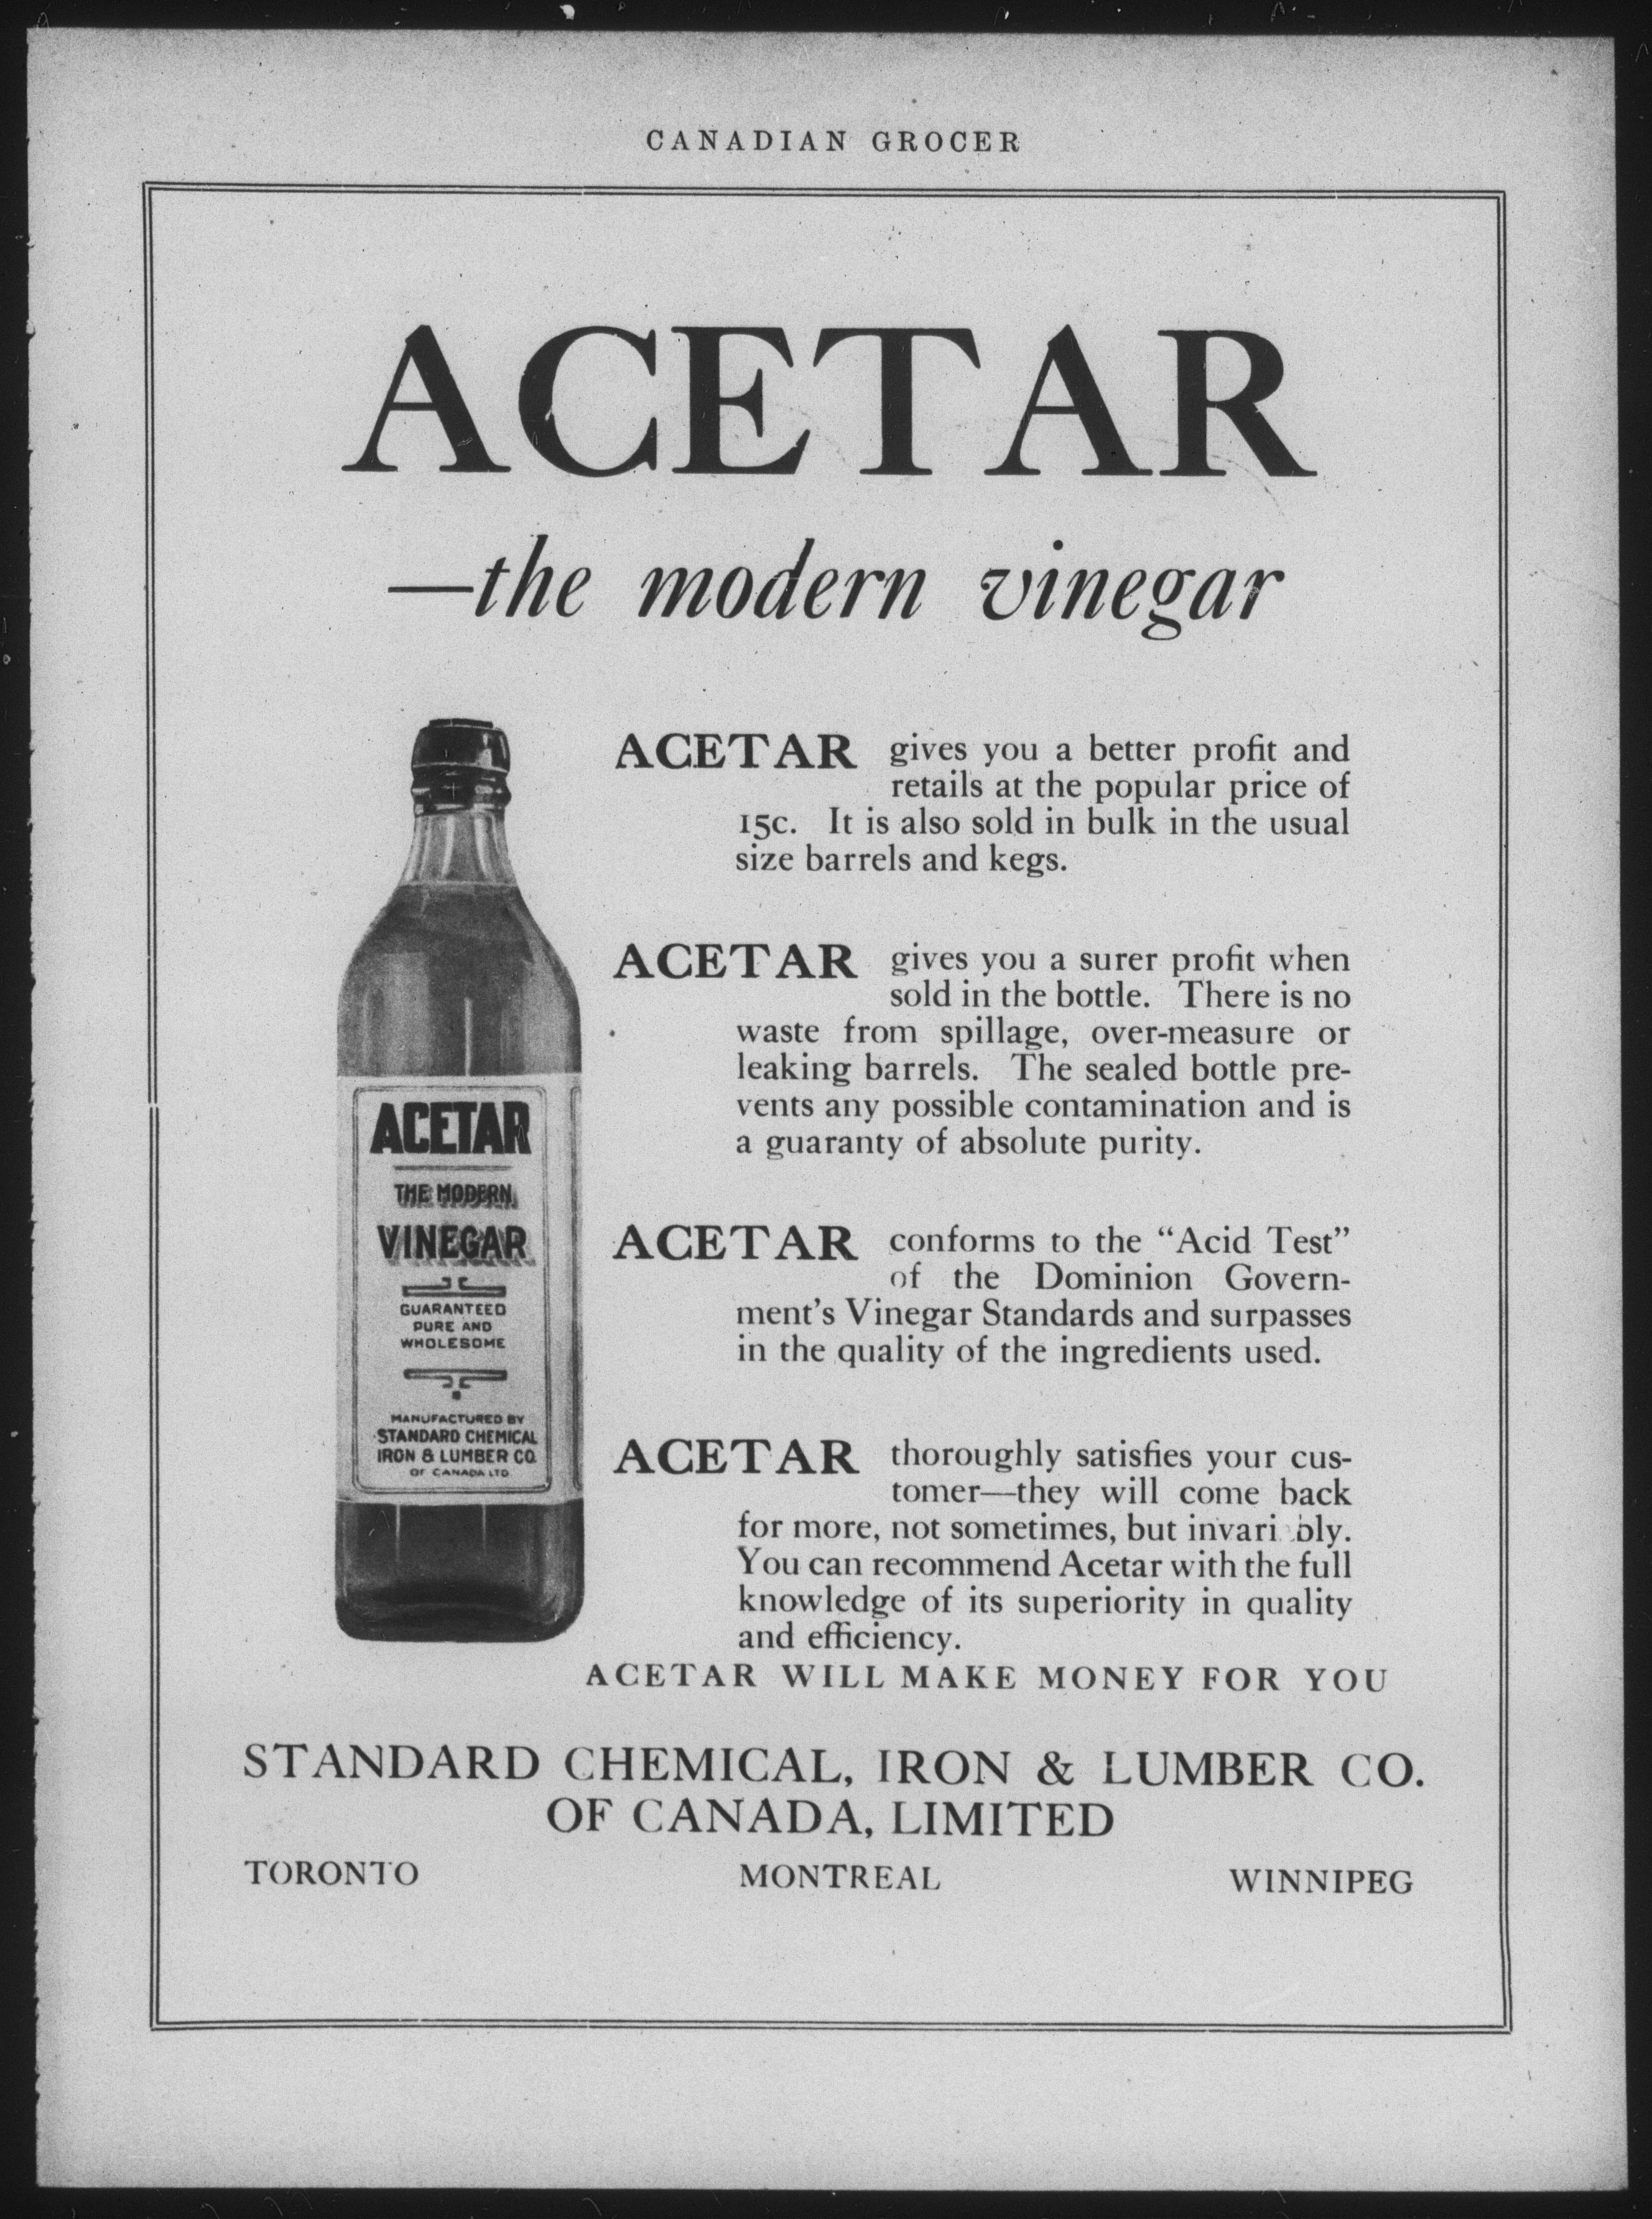 CANADIAN GROCER
ACETAR
—the modern vinegar
ACETAR gives you a better profit and
retails at the popular price of
15c. It is also sold in bulk in the usual
size barrels and kegs.
ACETAR gives you a surer profit when
sold in the bottle. There is no
waste from spillage, over-measure or
leaking barrels. The sealed bottle pre-
vents any possible contamination and is
a guaranty of absolute purity.
ACETAR conforms to the “Acid Test”
of the Dominion Govern-
ment's Vinegar Standards and surpasses
in the quality of the ingredients used.
ACETAR thoroughly satisfies your cus-
tomer—they will come back
for more, not sometimes, but invari bly.
You can recommend Acetar with the full
knowledge of its superiority in quality
and efficiency.
ACETAR WILL MAKE MONEY FOR YOU
ACETAR
THE MODERN
VINEGAR
GUARANTEED
PURE AND
WHOLESOME
MANUFACTURED BY
STANDARD CHEMICAL
IRON & LUMBER CO.
OF CANADA LTD
STANDARD CHEMICAL, IRON & LUMBER CO.
OF CANADA, LIMITED
TORONTO MONTREAL WINNIPEG